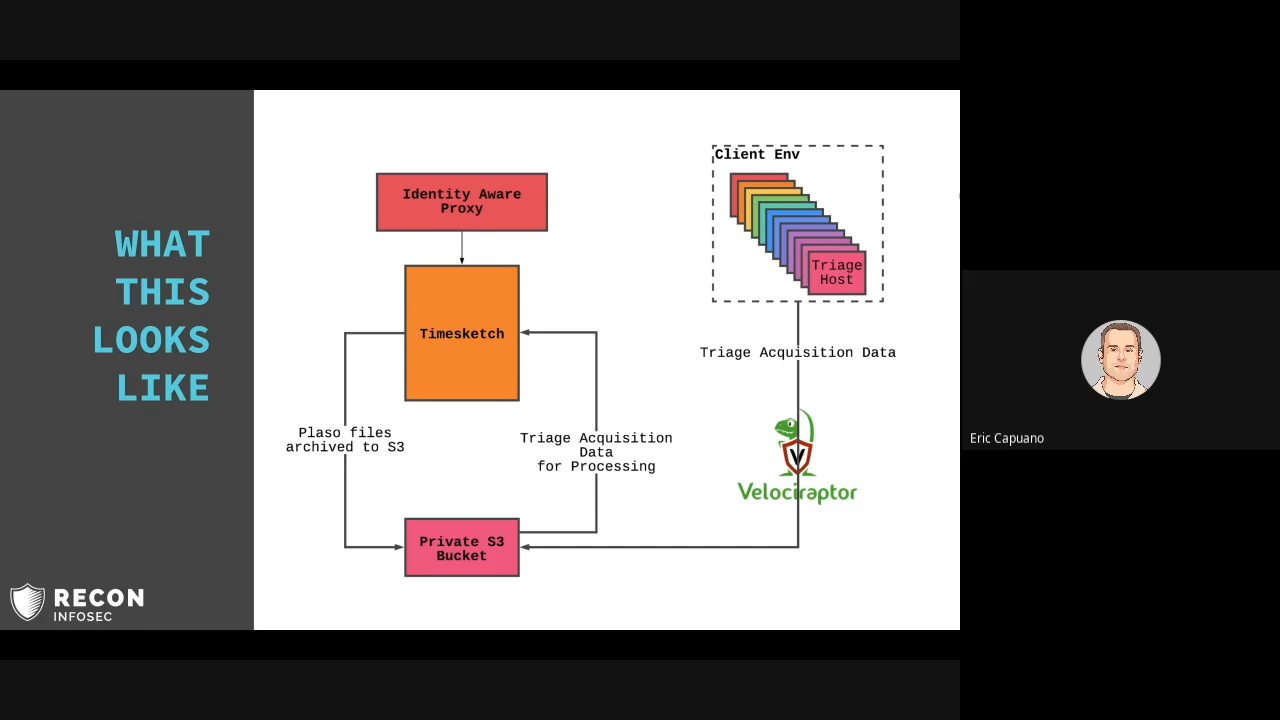 WHAT
THIS
LOOKS
LIKE
RECON
INFOSEC
Identity Aware
Proxy
Timesketch
Plaso files
archived to S3
Triage Acquisition
Data
for Processing
Private S3
Bucket
Client Env
Triage
Host
Triage Acquisition Data
V
Velociraptor
Eric Capuano